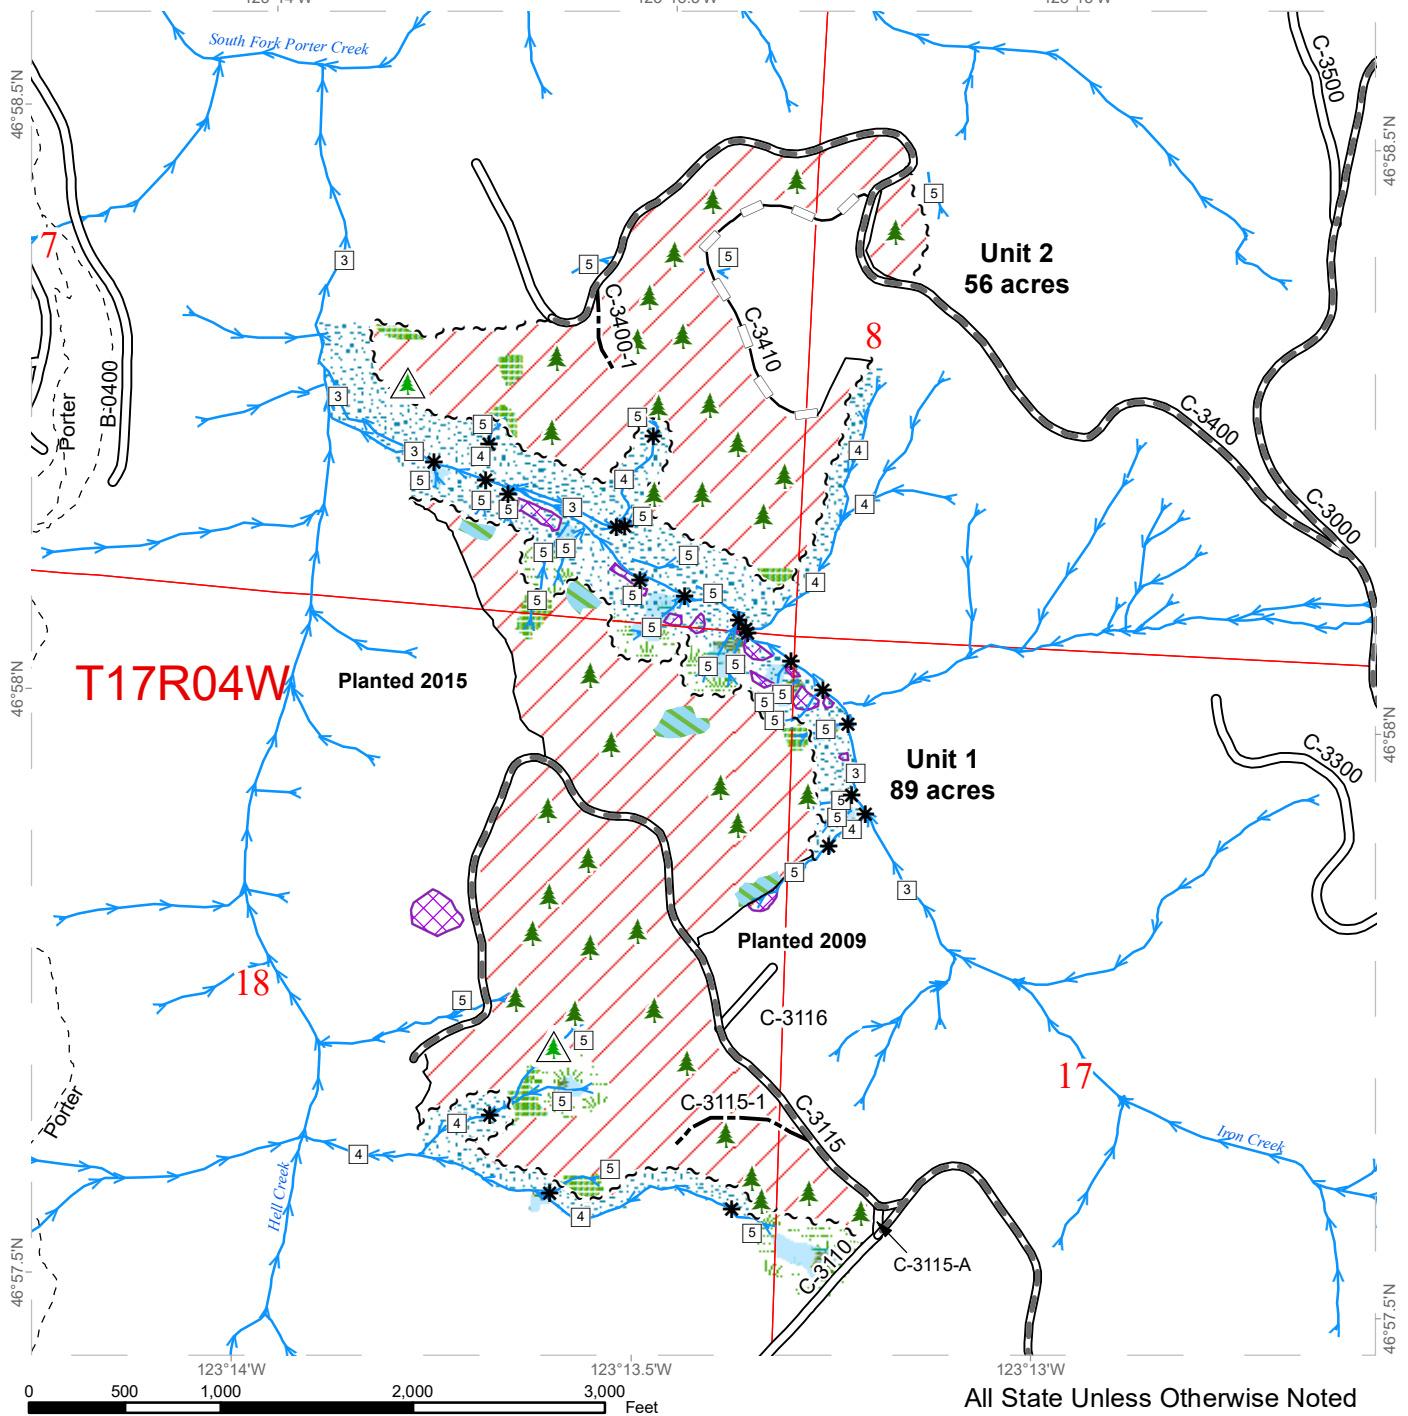 South Fork Porter Creek
C-3500
46°58.5'N
46°58.5'N
5
7
3
5
5
Unit 2
56 acres
C-3400-1
C-3410
8
Porter
B-0400
3
5
5
3
4
4
C-3400
5
4
5
5
3
5
4
C-3000
5
5
5
5
4
5
5
5
46°58'N
46°58'N
T17R04W
Planted 2015
5
5
5
5
5
5
C-3300
Unit 1
89 acres
3
5
5
4
5
3
Planted 2009
18
5
C-3116
5
17
Porter
5
C-3115-1
C-3115
4
4
Iron Creek
Hell Creek
5
4
5
C-3110
C-3115-A
46°57.5'N
46°57.5'N
123°14'W
123°13.5'W
123°13'W
0 500 1,000 2,000 3,000
Feet
All State Unless Otherwise Noted